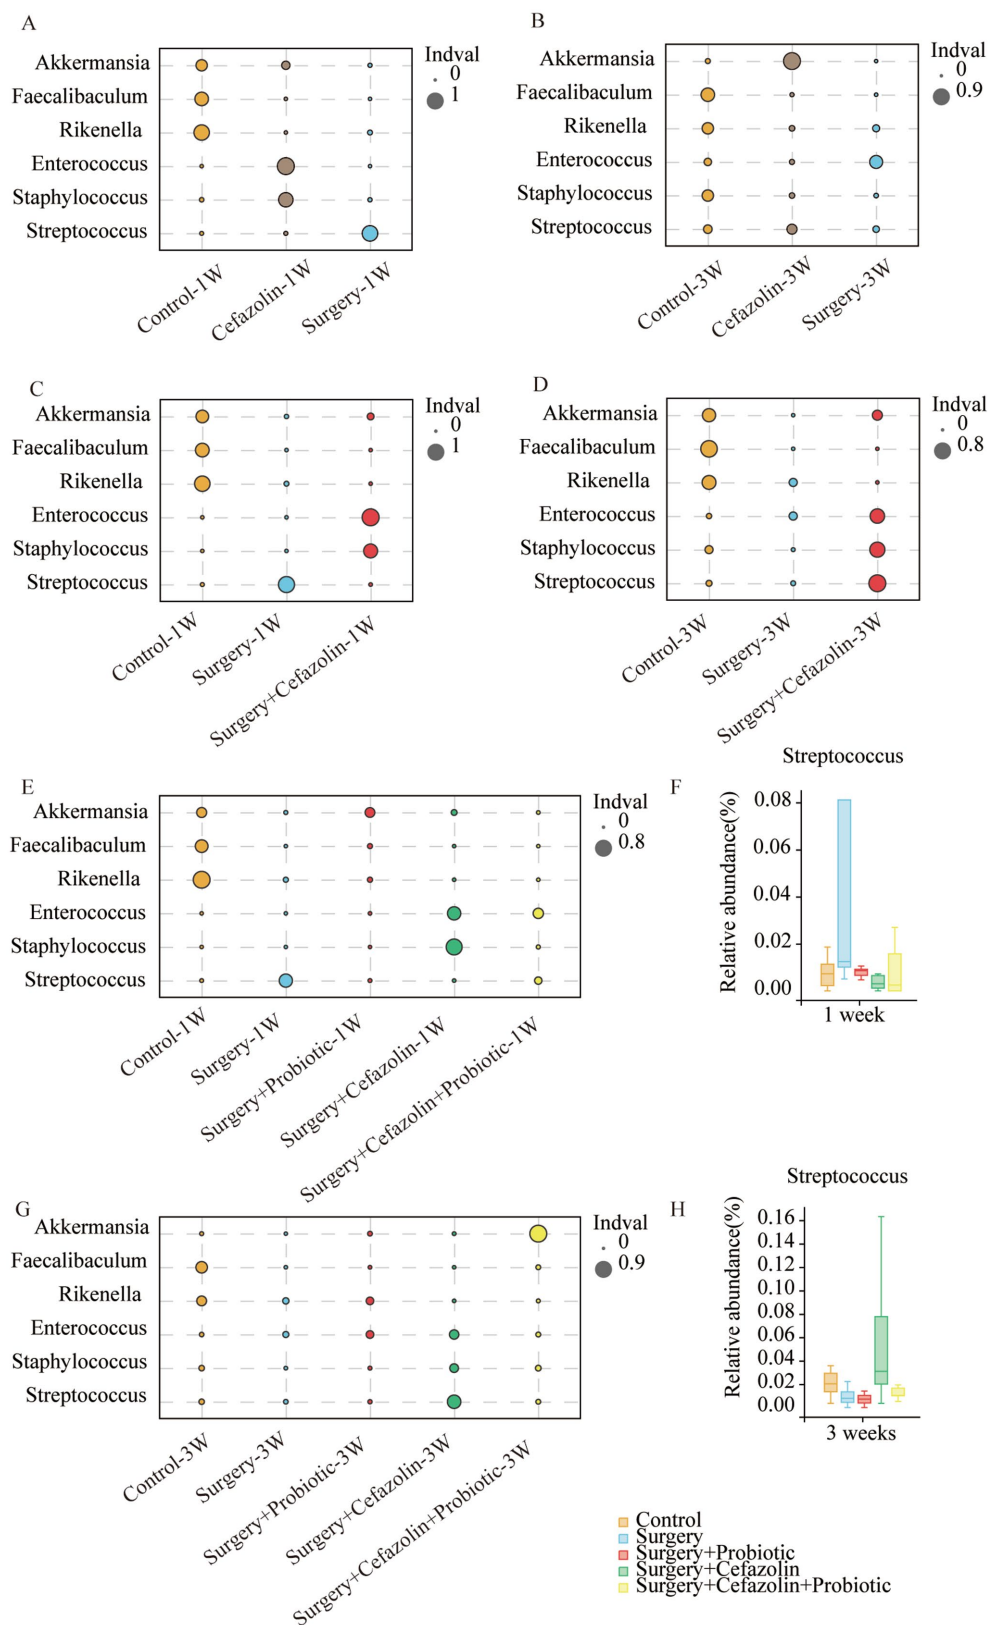 A
Indval
0
1
Akkermansia
Faecalibaculum
Rikenella
Enterococcus
Staphylococcus
Streptococcus
Control-1W
Cefazolin-1W
Surgery-1W
B
Indval
0
0.9
Akkermansia
Faecalibaculum
Rikenella
Enterococcus
Staphylococcus
Streptococcus
Control-3W
Cefazolin-3W
Surgery-3W
C
Indval
0
1
Akkermansia
Faecalibaculum
Rikenella
Enterococcus
Staphylococcus
Streptococcus
Control-1W
Surgery-1W
Surgery+Cefazolin-1W
D
Indval
0
0.8
Akkermansia
Faecalibaculum
Rikenella
Enterococcus
Staphylococcus
Streptococcus
Control-3W
Surgery-3W
Surgery+Cefazolin-3W
E
Indval
0
0.8
Akkermansia
Faecalibaculum
Rikenella
Enterococcus
Staphylococcus
Streptococcus
Control-1W
Surgery-1W
Surgery+Probiotic-1W
Surgery+Cefazolin-1W
Surgery+Cefazolin+Probiotic-1W
F
Streptococcus
Relative abundance(%)
0.08
0.06
0.04
0.02
0.00
1 week
G
Indval
0
0.9
Akkermansia
Faecalibaculum
Rikenella
Enterococcus
Staphylococcus
Streptococcus
Control-3W
Surgery-3W
Surgery+Probiotic-3W
Surgery+Cefazolin-3W
Surgery+Cefazolin+Probiotic-3W
H
Streptococcus
Relative abundance(%)
0.16
0.14
0.12
0.10
0.08
0.06
0.04
0.02
0.00
3 weeks
Control
Surgery
Surgery+Probiotic
Surgery+Cefazolin
Surgery+Cefazolin+Probiotic